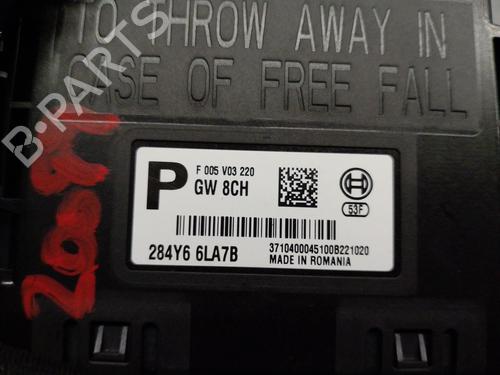 TO THROW AWAY IN
CASE OF FREE FALL
B-PARTS
P
F 005 V03 220
GW 8CH
53F
284Y6 6LA7B
3710400045100B221020
MADE IN ROMANIA